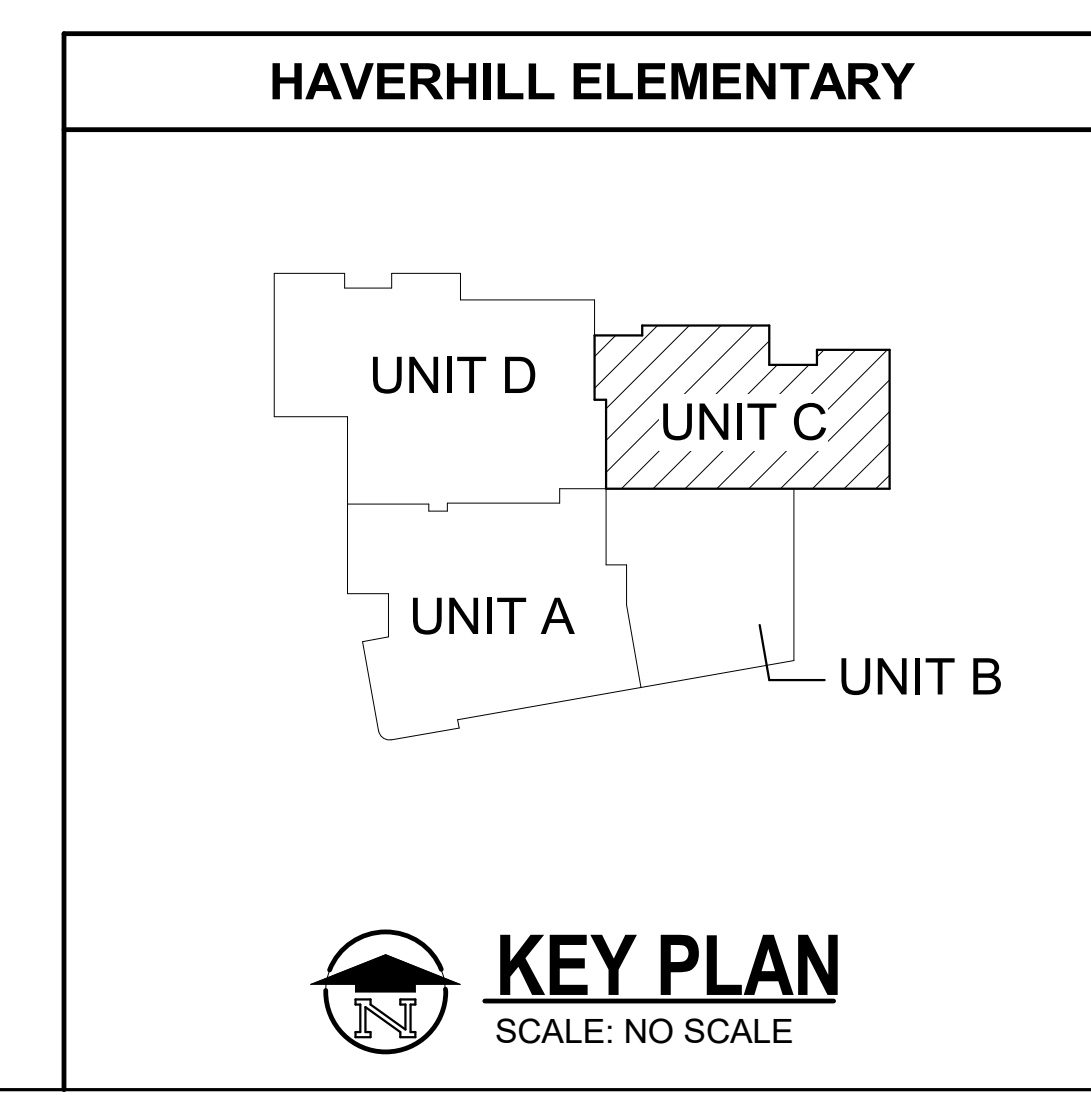 HAVERHILL ELEMENTARY
UNIT D
UNIT C
UNIT A
UNIT B
N
KEY PLAN
SCALE: NO SCALE